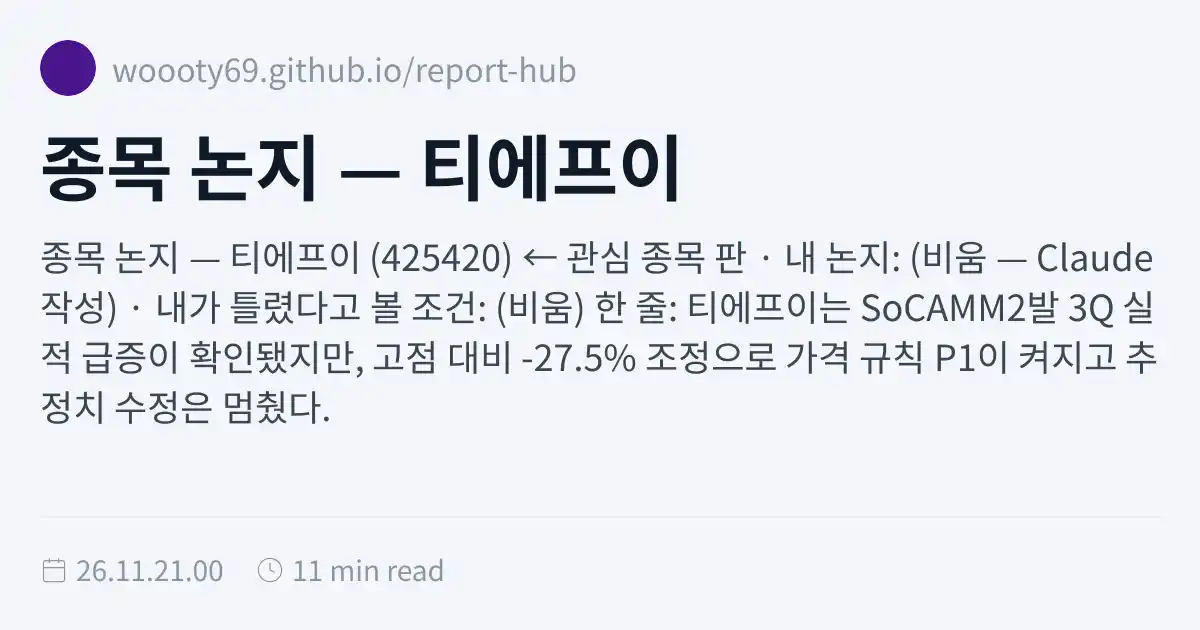 woooty69.github.io/report-hub
종목 논지 — 티에프이
종목 논지 — 티에프이 (425420) ← 관심 종목 판 · 내 논지: (비움 — Claude
작성) · 내가 틀렸다고 볼 조건: (비움) 한 줄: 티에프이는 SoCAMM2발 3Q 실
적 급증이 확인됐지만, 고점 대비 -27.5% 조정으로 가격 규칙 P1이 켜지고 추
정치 수정은 멈췄다.
26.11.21.00 11 min read